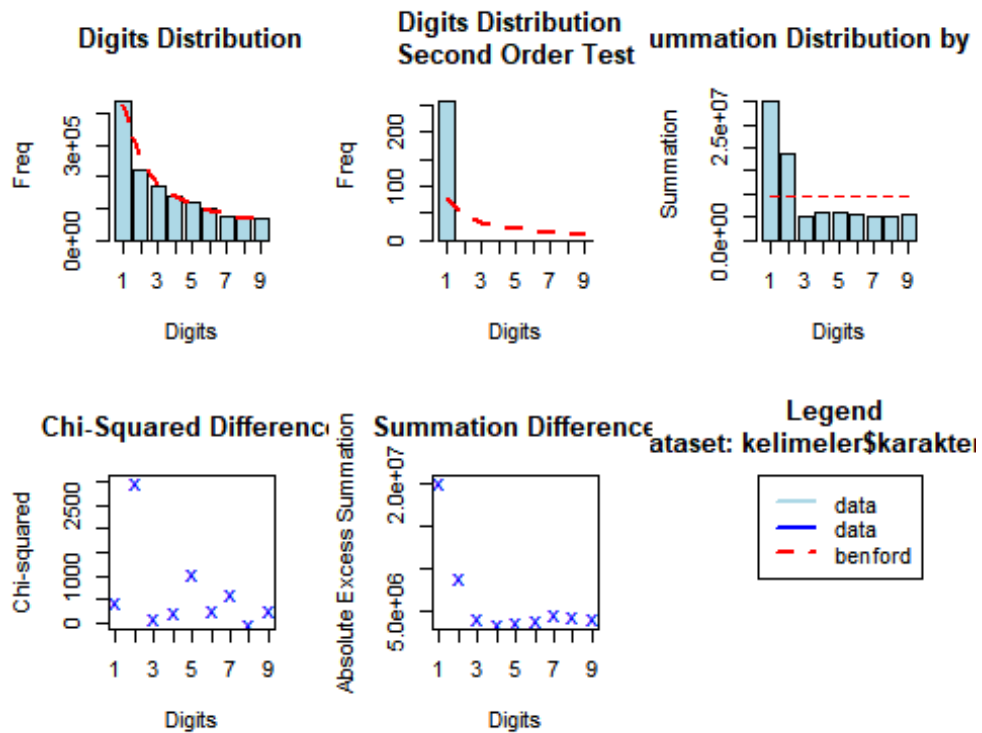 Digits Distribution
Freq
0e+00 3e+05
1 3 5 7 9
Digits
Digits Distribution
Second Order Test
Freq
0 100 200
1 3 5 7 9
Digits
ummation Distribution by
Summation
0.0e+00 2.5e+07
1 3 5 7 9
Digits
Chi-Squared Difference
Chi-squared
0 1000 2500
1 3 5 7 9
Digits
Summation Difference
Absolute Excess Summation
5.0e+06 2.0e+07
1 3 5 7 9
Digits
Legend
ataset: kelimeler$karakter
data
data
benford